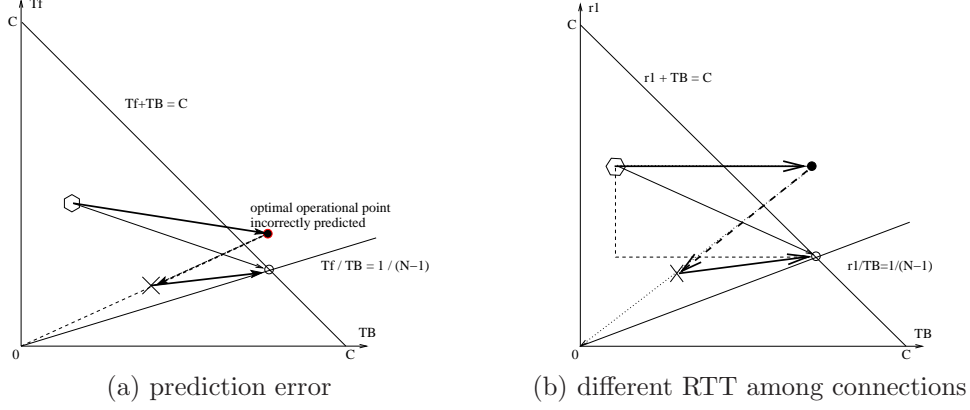 Tf
C
Tf+TB = C
optimal operational point
incorrectly predicted
Tf / TB = 1 / (N−1)
TB
0
C
(a) prediction error
r1
C
r1 + TB = C
r1/TB=1/(N−1)
TB
0
C
(b) different RTT among connections